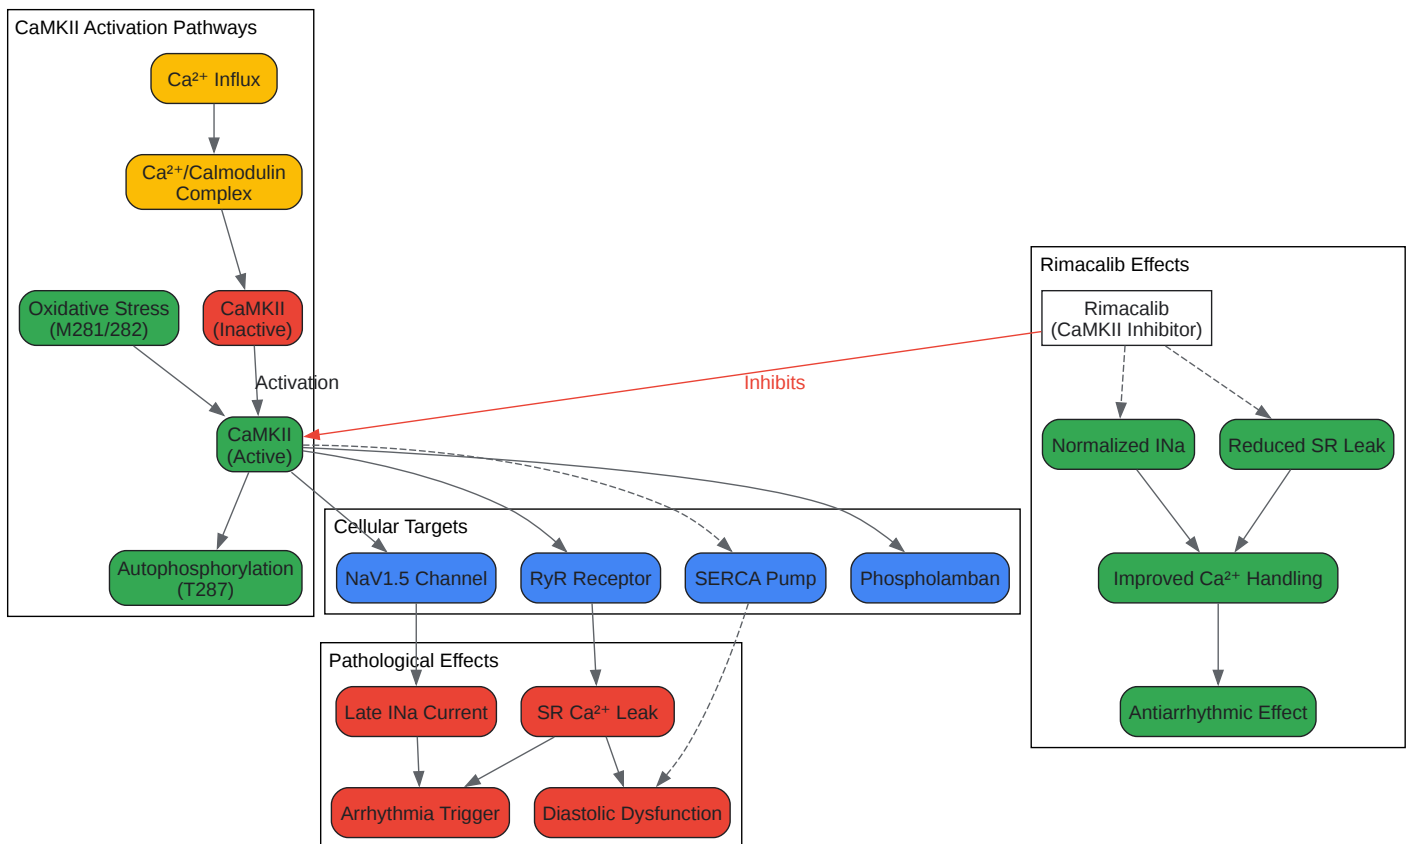 CaMKII Activation Pathways
Ca²⁺ Influx
Ca²⁺/Calmodulin
Complex
Oxidative Stress
(M281/282)
CaMKII
(Inactive)
Activation
CaMKII
(Active)
Autophosphorylation
(T287)
Inhibits
Cellular Targets
NaV1.5 Channel
RyR Receptor
SERCA Pump
Phospholamban
Pathological Effects
Late INa Current
SR Ca²⁺ Leak
Arrhythmia Trigger
Diastolic Dysfunction
Rimacalib Effects
Rimacalib
(CaMKII Inhibitor)
Normalized INa
Reduced SR Leak
Improved Ca²⁺ Handling
Antiarrhythmic Effect